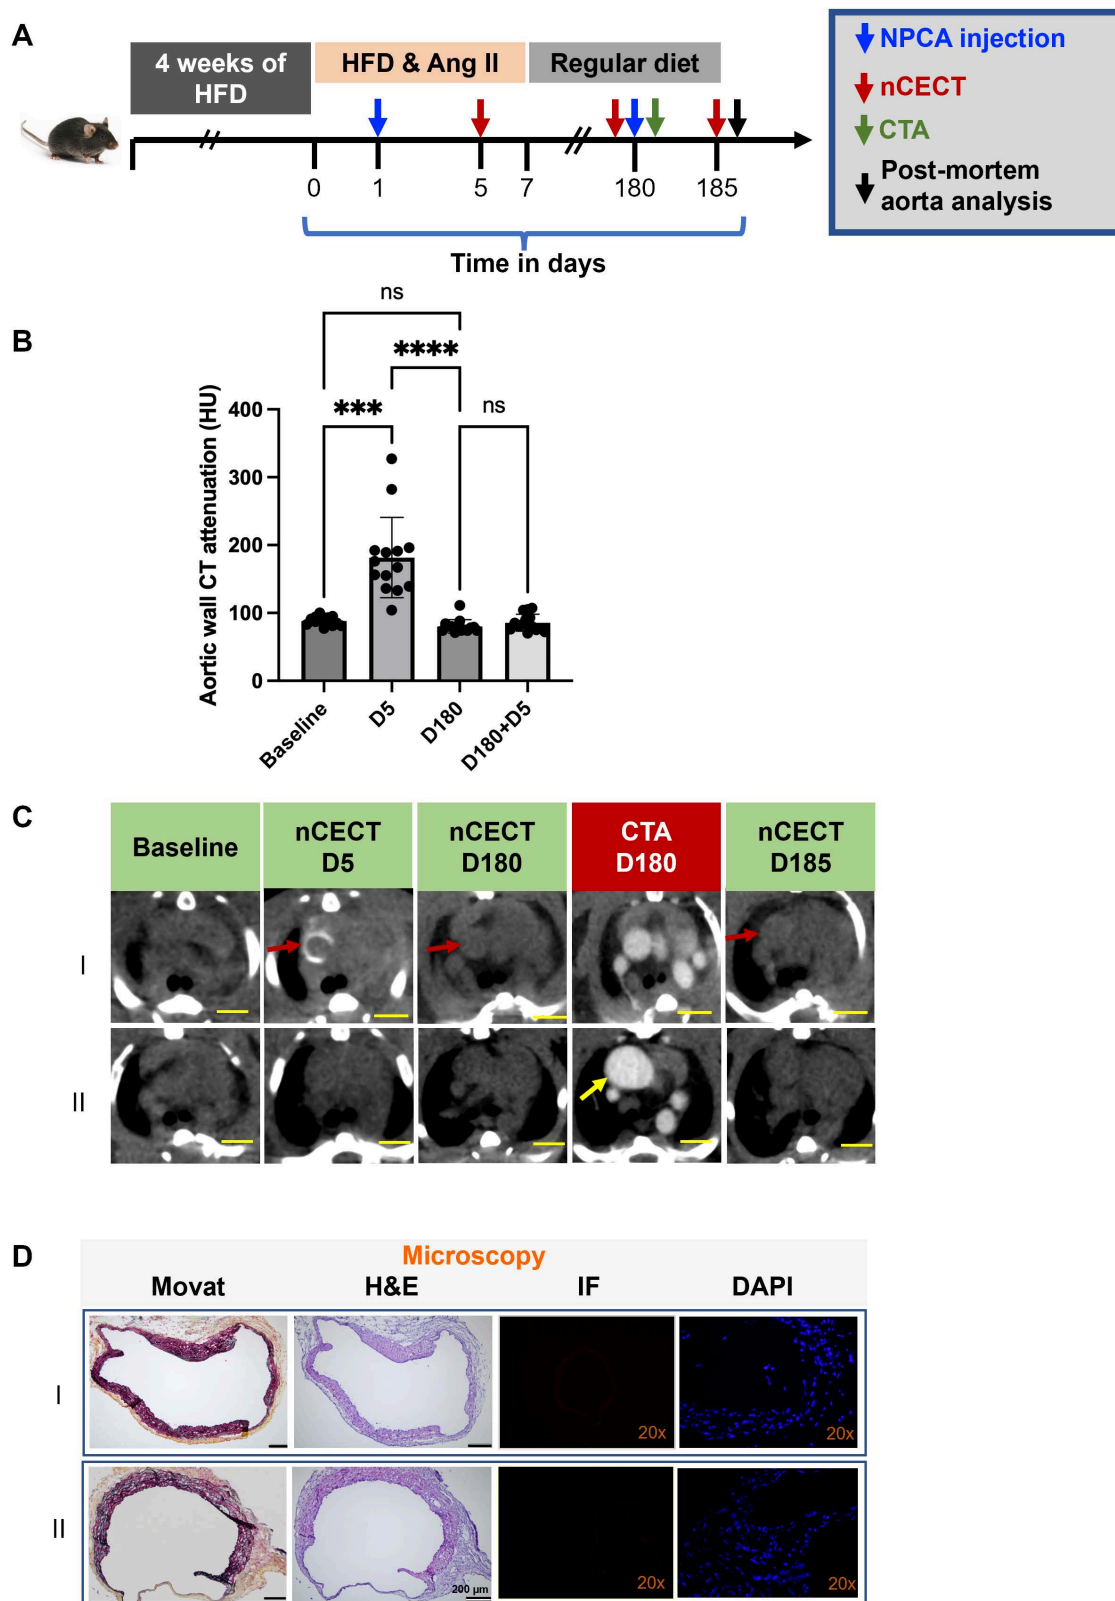 A
4 weeks of
HFD
HFD & Ang II
Regular diet
NPCA injection
nCECT
CTA
Post-mortem
aorta analysis
0
1
5
7
180
185
Time in days
B
ns
****
***
ns
Aortic wall CT attenuation (HU)
400
300
200
100
0
Baseline
D5
D180
D180+D5
C
Baseline
nCECT
D5
nCECT
D180
CTA
D180
nCECT
D185
I
II
D
Microscopy
Movat
H&E
IF
DAPI
I
20x
20x
II
200 µm
20x
20x